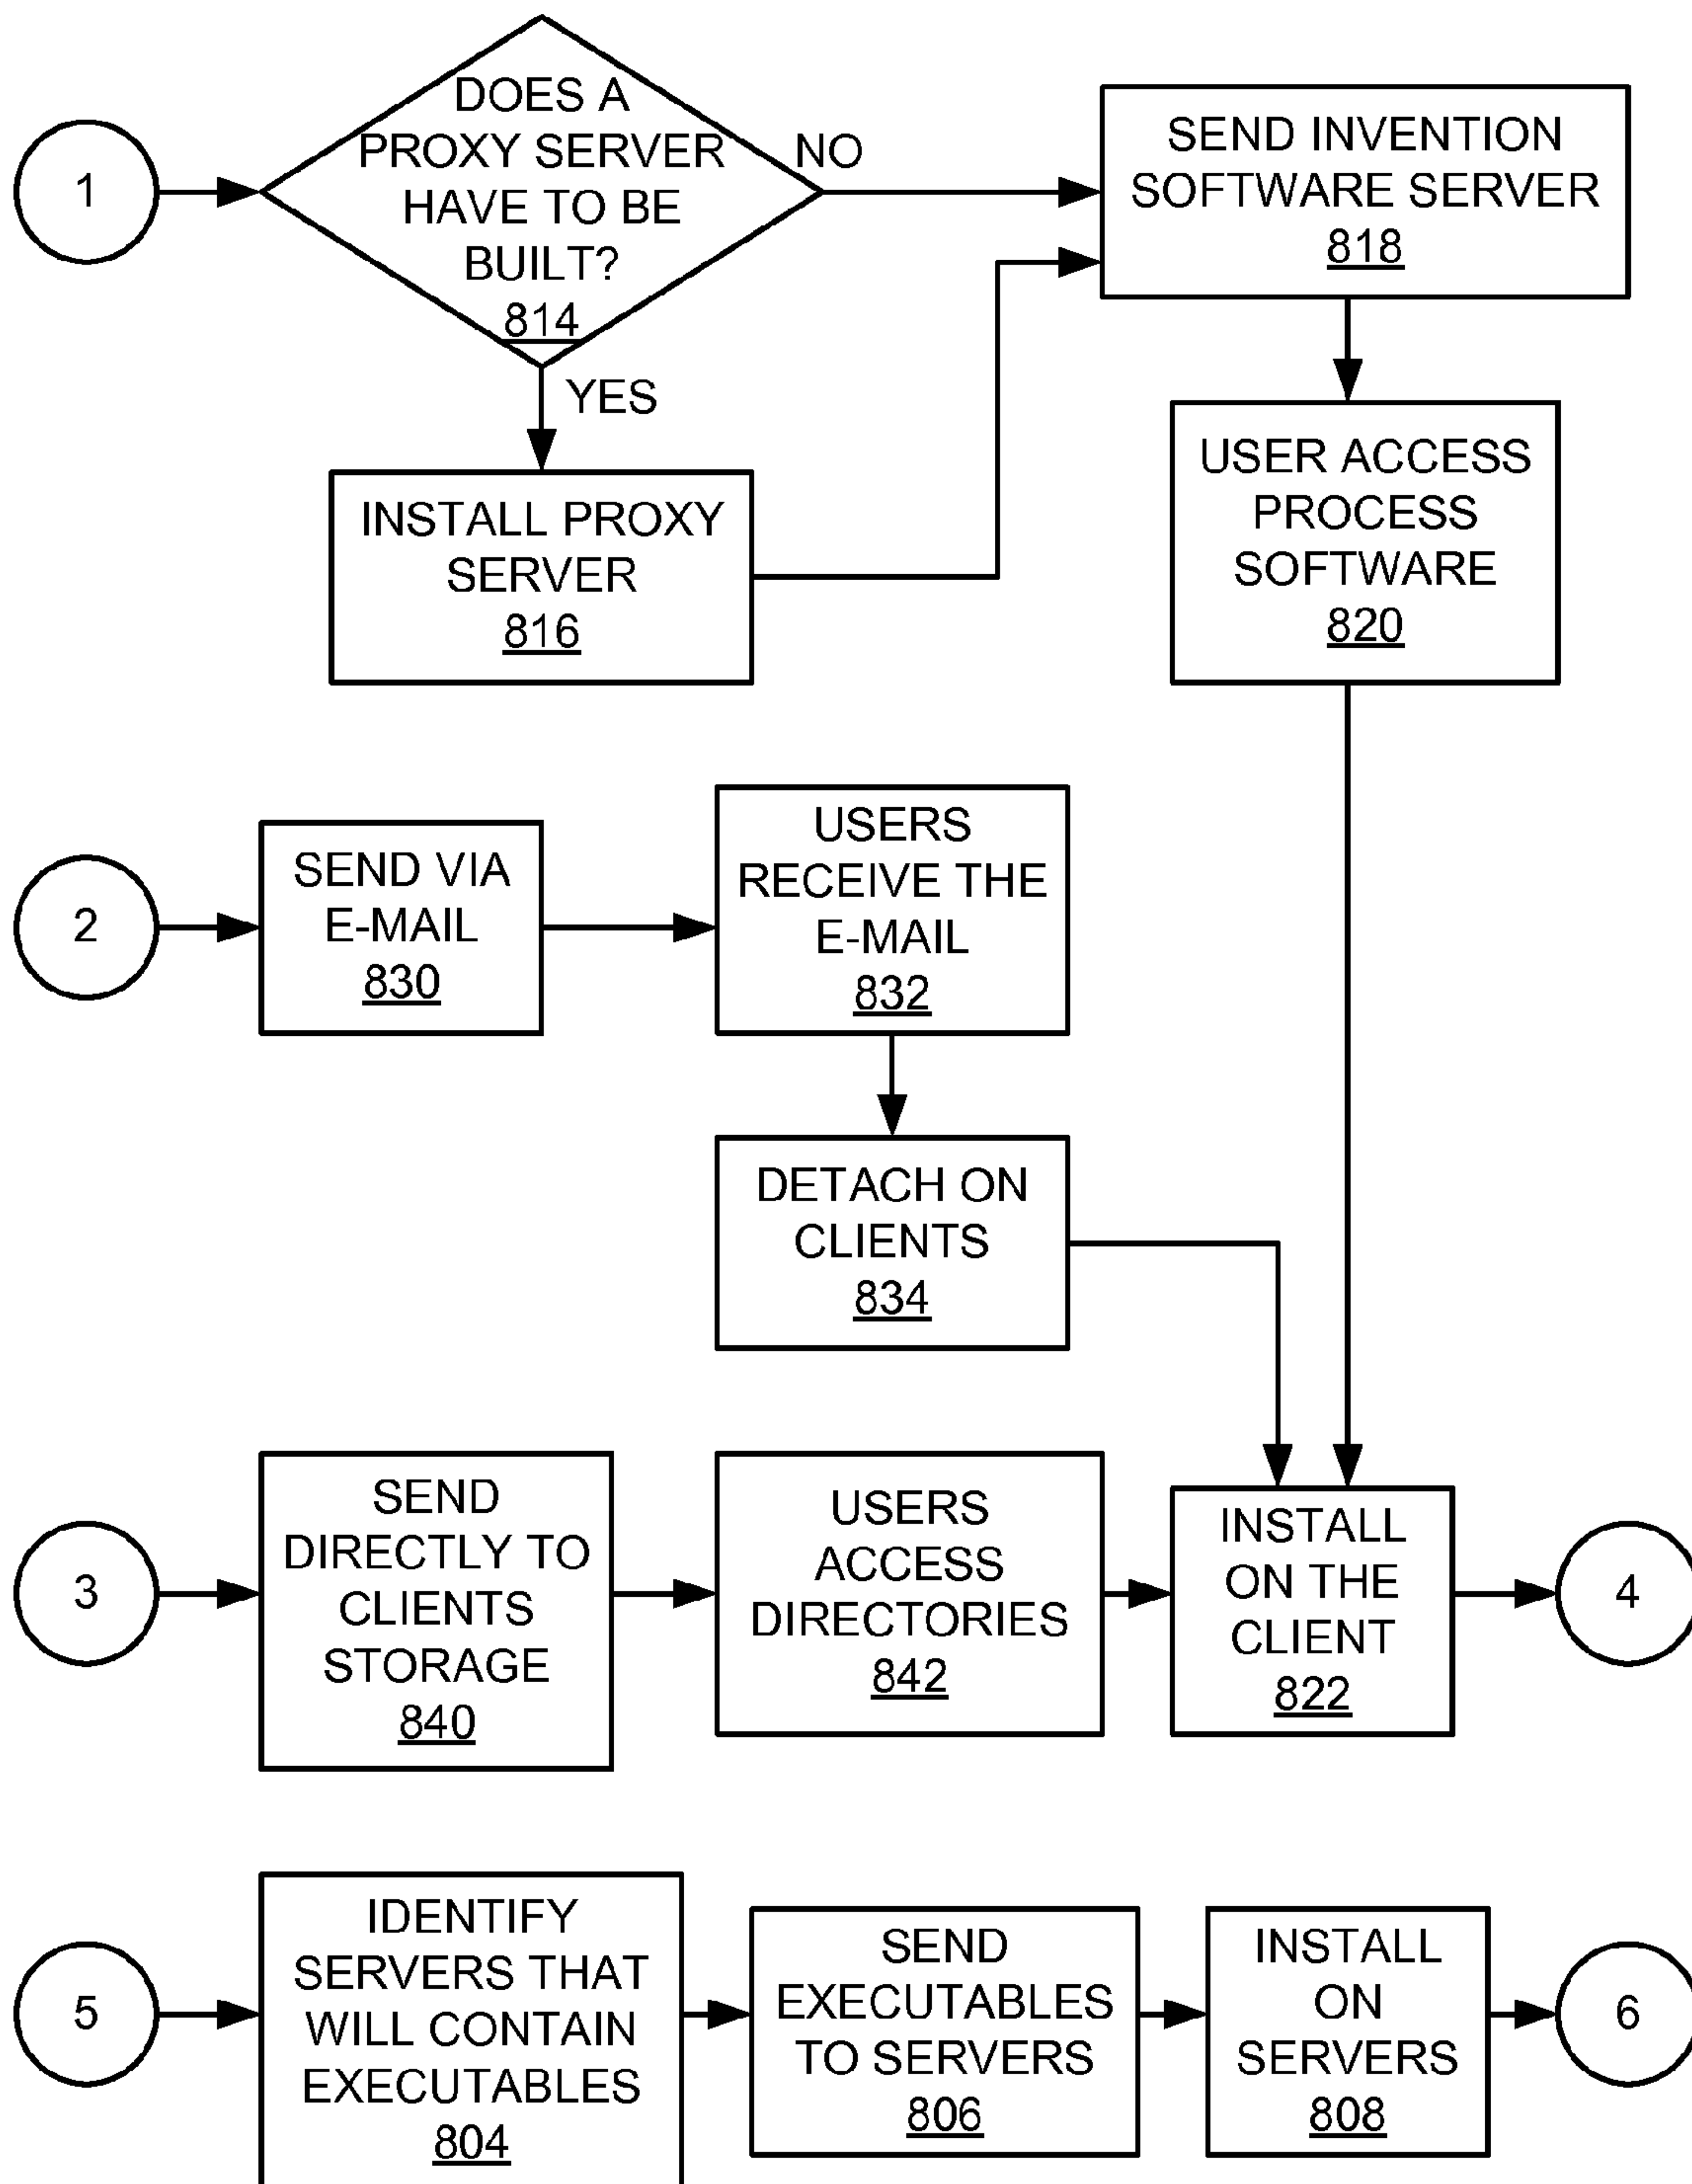 1
DOES A
PROXY SERVER
HAVE TO BE
BUILT?
814
NO
YES
SEND INVENTION
SOFTWARE SERVER
818
INSTALL PROXY
SERVER
816
USER ACCESS
PROCESS
SOFTWARE
820
2
SEND VIA
E-MAIL
830
USERS
RECEIVE THE
E-MAIL
832
DETACH ON
CLIENTS
834
3
SEND
DIRECTLY TO
CLIENTS
STORAGE
840
USERS
ACCESS
DIRECTORIES
842
INSTALL
ON THE
CLIENT
822
4
5
IDENTIFY
SERVERS THAT
WILL CONTAIN
EXECUTABLES
804
SEND
EXECUTABLES
TO SERVERS
806
INSTALL
ON
SERVERS
808
6